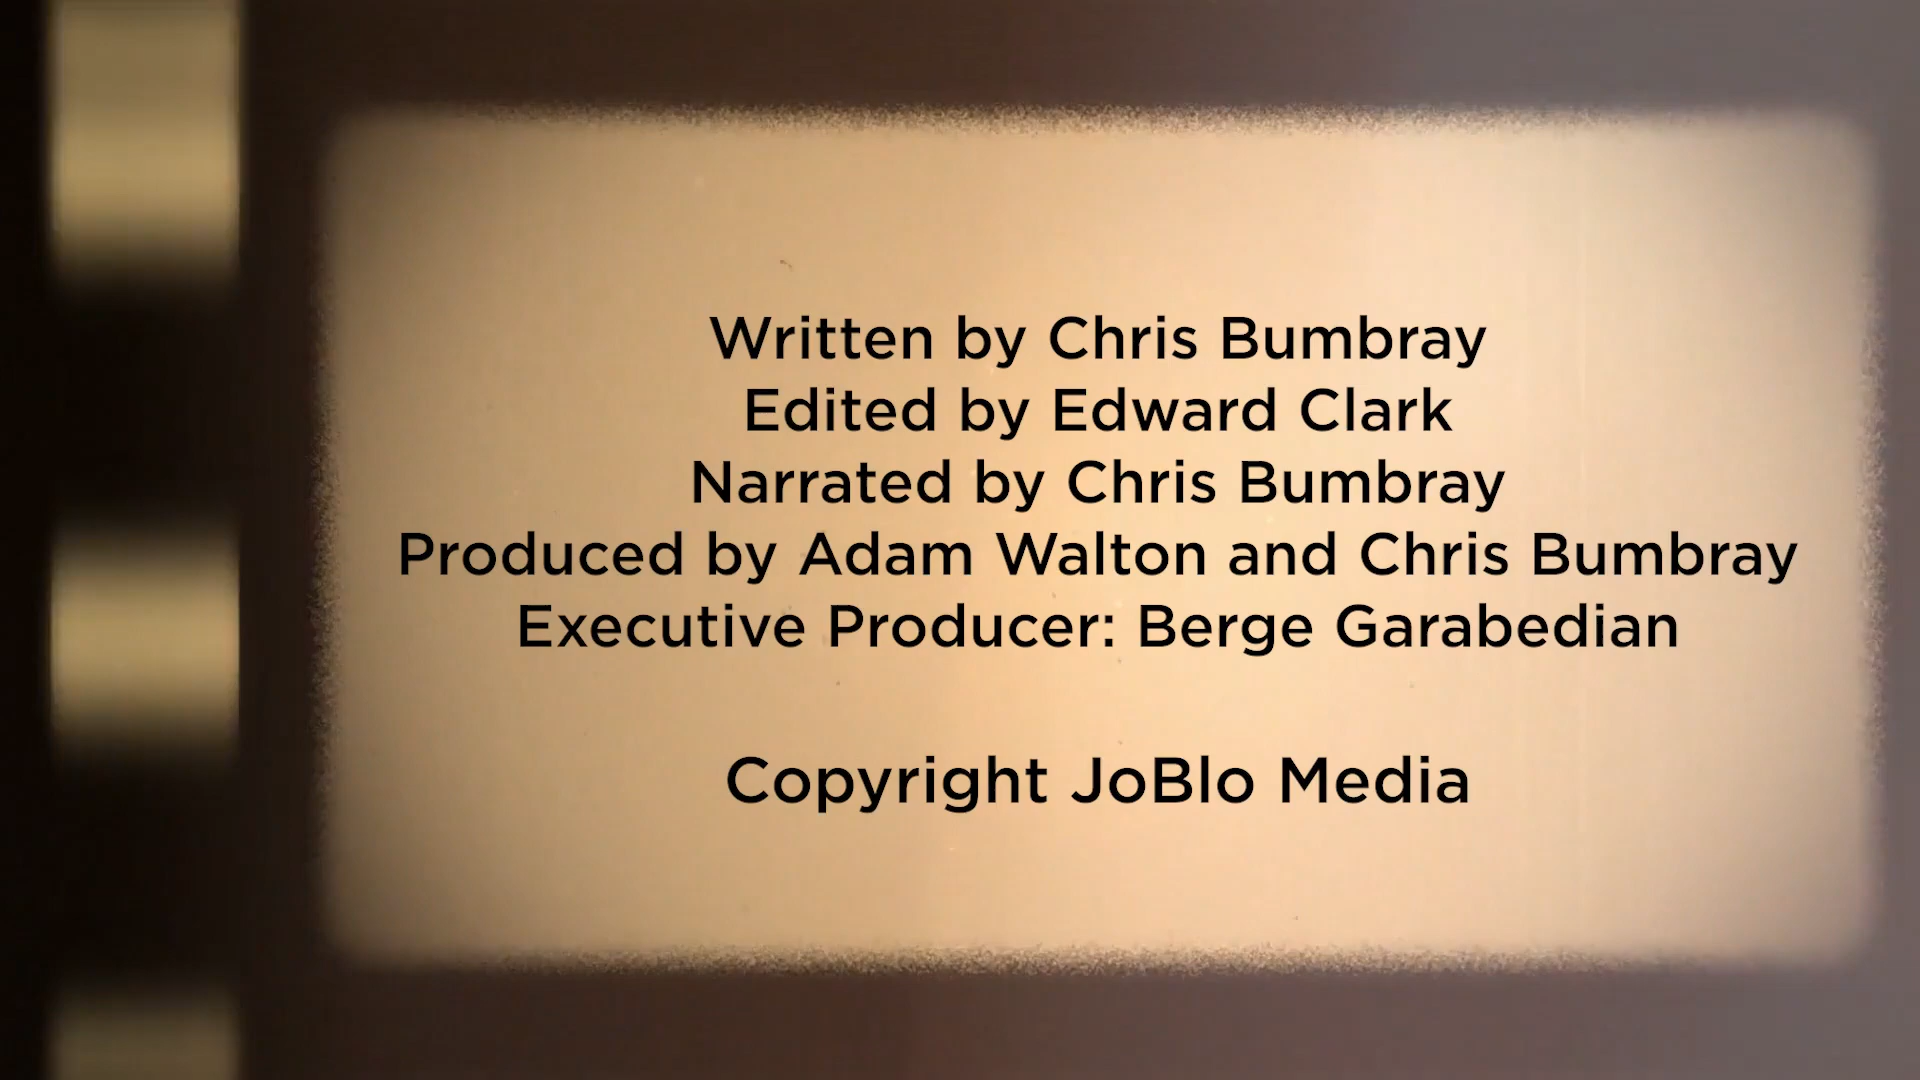 Written by Chris Bumbray
Edited by Edward Clark
Narrated by Chris Bumbray
Produced by Adam Walton and Chris Bumbray
Executive Producer: Berge Garabedian
Copyright JoBlo Media